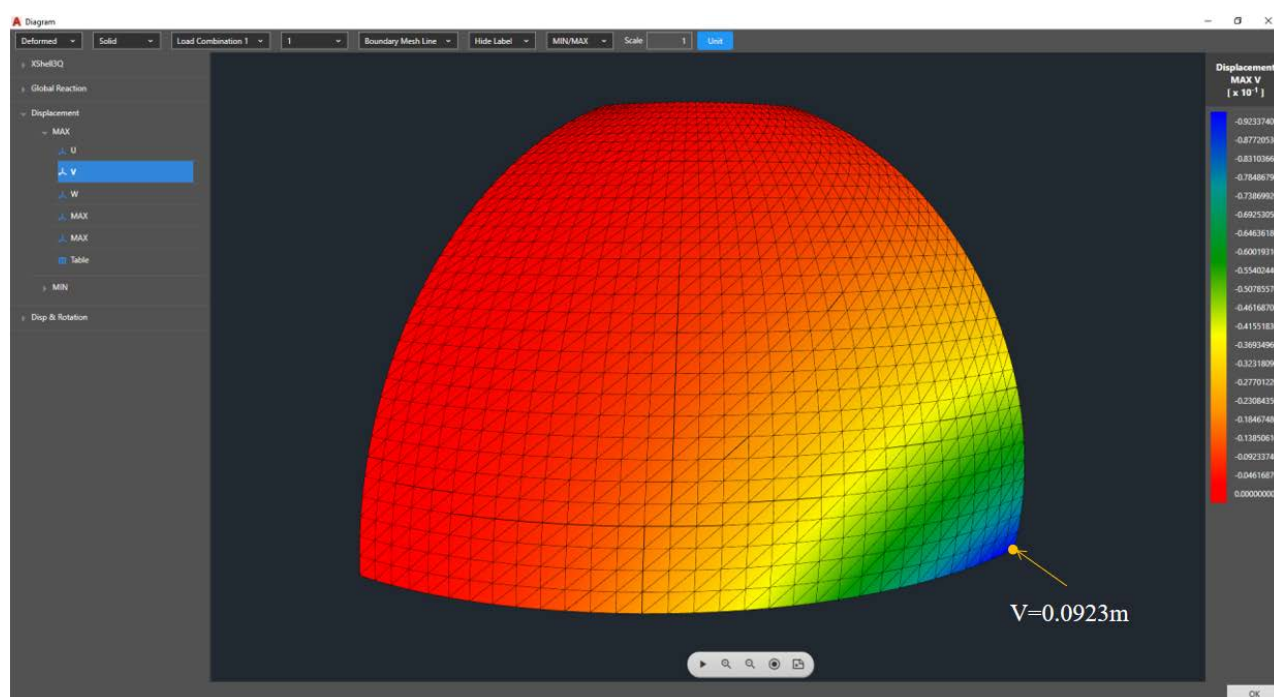 Diagram
Deformed Solid Load Combination 1 1 Boundary Mesh Line Hide Label MIN/MAX Scale 1 Unit
XShell3Q
Global Reaction
Displacement
MAX
U
V
W
MAX
MAX
Table
MIN
Disp & Rotation
Displacement
MAX V
[ x 10⁻¹ ]
-0.9233740
-0.8772053
-0.8310366
-0.7848679
-0.7386992
-0.6925305
-0.6463618
-0.6001931
-0.5540244
-0.5078557
-0.4616870
-0.4155183
-0.3693496
-0.3231809
-0.2770122
-0.2308435
-0.1846748
-0.1385061
-0.0923374
-0.0461687
0.00000000
V=0.0923m
OK